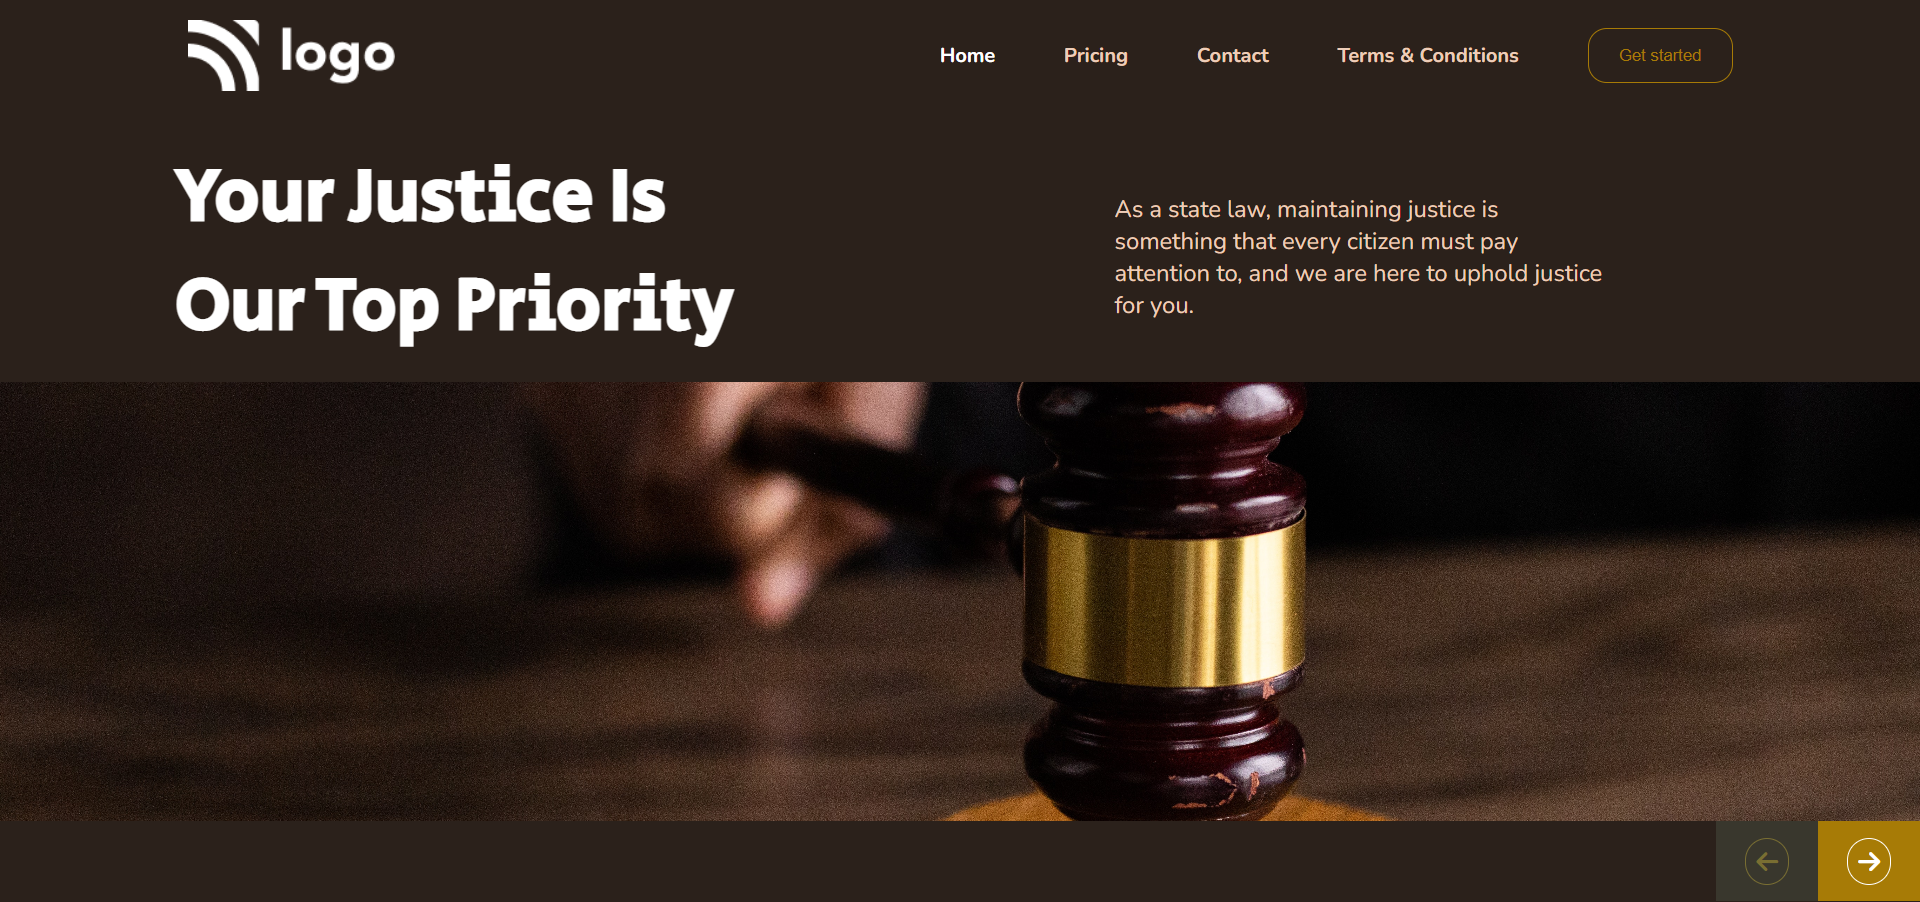 logo
Home
Pricing
Contact
Terms & Conditions
Get started
Your Justice Is
Our Top Priority
As a state law, maintaining justice is
something that every citizen must pay
attention to, and we are here to uphold justice
for you.